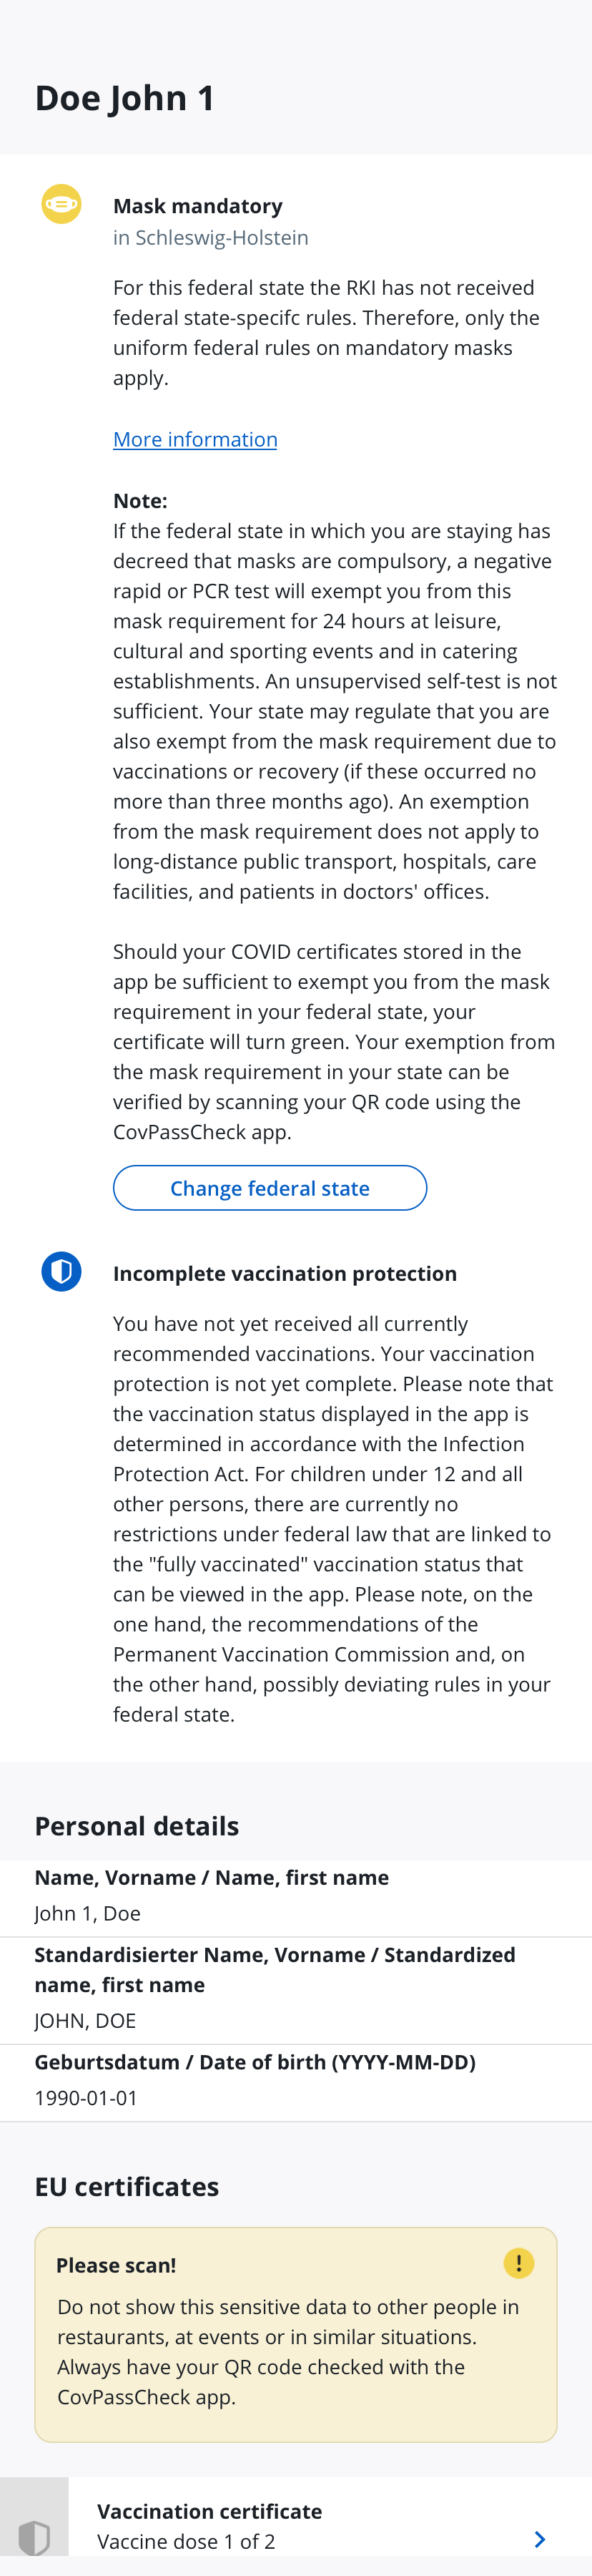 Doe John 1
Mask mandatory
in Schleswig-Holstein
For this federal state the RKI has not received
federal state-specifc rules. Therefore, only the
uniform federal rules on mandatory masks
apply.
More information
Note:
If the federal state in which you are staying has
decreed that masks are compulsory, a negative
rapid or PCR test will exempt you from this
mask requirement for 24 hours at leisure,
cultural and sporting events and in catering
establishments. An unsupervised self-test is not
sufficient. Your state may regulate that you are
also exempt from the mask requirement due to
vaccinations or recovery (if these occurred no
more than three months ago). An exemption
from the mask requirement does not apply to
long-distance public transport, hospitals, care
facilities, and patients in doctors' offices.
Should your COVID certificates stored in the
app be sufficient to exempt you from the mask
requirement in your federal state, your
certificate will turn green. Your exemption from
the mask requirement in your state can be
verified by scanning your QR code using the
CovPassCheck app.
Change federal state
Incomplete vaccination protection
You have not yet received all currently
recommended vaccinations. Your vaccination
protection is not yet complete. Please note that
the vaccination status displayed in the app is
determined in accordance with the Infection
Protection Act. For children under 12 and all
other persons, there are currently no
restrictions under federal law that are linked to
the "fully vaccinated" vaccination status that
can be viewed in the app. Please note, on the
one hand, the recommendations of the
Permanent Vaccination Commission and, on
the other hand, possibly deviating rules in your
federal state.
Personal details
Name, Vorname / Name, first name
John 1, Doe
Standardisierter Name, Vorname / Standardized
name, first name
JOHN, DOE
Geburtsdatum / Date of birth (YYYY-MM-DD)
1990-01-01
EU certificates
Please scan!
Do not show this sensitive data to other people in
restaurants, at events or in similar situations.
Always have your QR code checked with the
CovPassCheck app.
Vaccination certificate
Vaccine dose 1 of 2